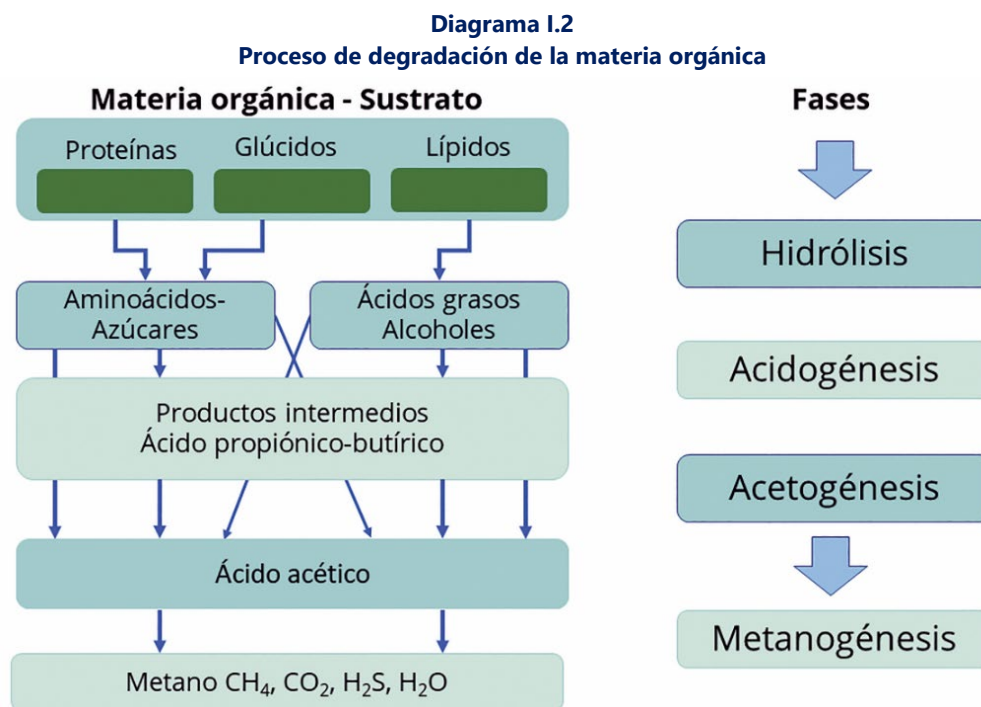 Diagrama I.2
Proceso de degradación de la materia orgánica
Materia orgánica - Sustrato
Proteínas
Glúcidos
Lípidos
Aminoácidos-
Azúcares
Ácidos grasos
Alcoholes
Productos intermedios
Ácido propiónico-butírico
Ácido acético
Metano CH₄, CO₂, H₂S, H₂O
Fases
Hidrólisis
Acidogénesis
Acetogénesis
Metanogénesis